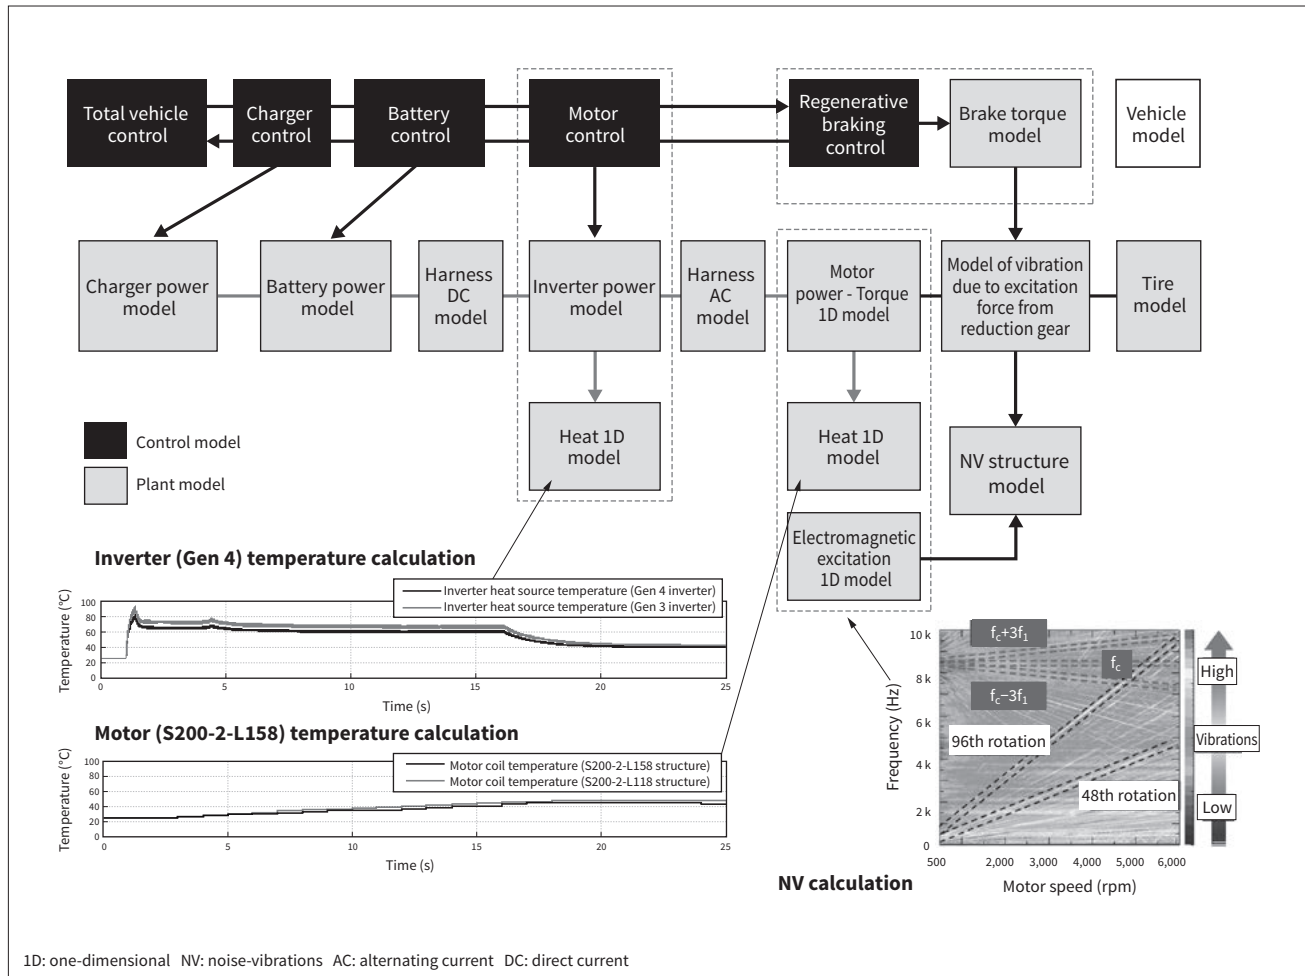 Total vehicle
control
Charger
control
Battery
control
Motor
control
Regenerative
braking
control
Brake torque
model
Vehicle
model
Charger power
model
Battery power
model
Harness
DC
model
Inverter power
model
Harness
AC
model
Motor
power - Torque
1D model
Model of vibration
due to excitation
force from
reduction gear
Tire
model
Heat 1D
model
Heat 1D
model
NV structure
model
Control model
Plant model
Electromagnetic
excitation
1D model
Inverter (Gen 4) temperature calculation
Temperature (°C)
100
80
60
40
20
0
Inverter heat source temperature (Gen 4 inverter)
Inverter heat source temperature (Gen 3 inverter)
0 5 10 15 20 25
Time (s)
Motor (S200-2-L158) temperature calculation
Temperature (°C)
100
80
60
40
20
0
Motor coil temperature (S200-2-L158 structure)
Motor coil temperature (S200-2-L118 structure)
0 5 10 15 20 25
Time (s)
Frequency (Hz)
10 k
8 k
6 k
4 k
2 k
0
fc+3f1
fc
fc−3f1
96th rotation
48th rotation
High
Vibrations
Low
500 2,000 3,000 4,000 5,000 6,000
Motor speed (rpm)
NV calculation
1D: one-dimensional NV: noise-vibrations AC: alternating current DC: direct current